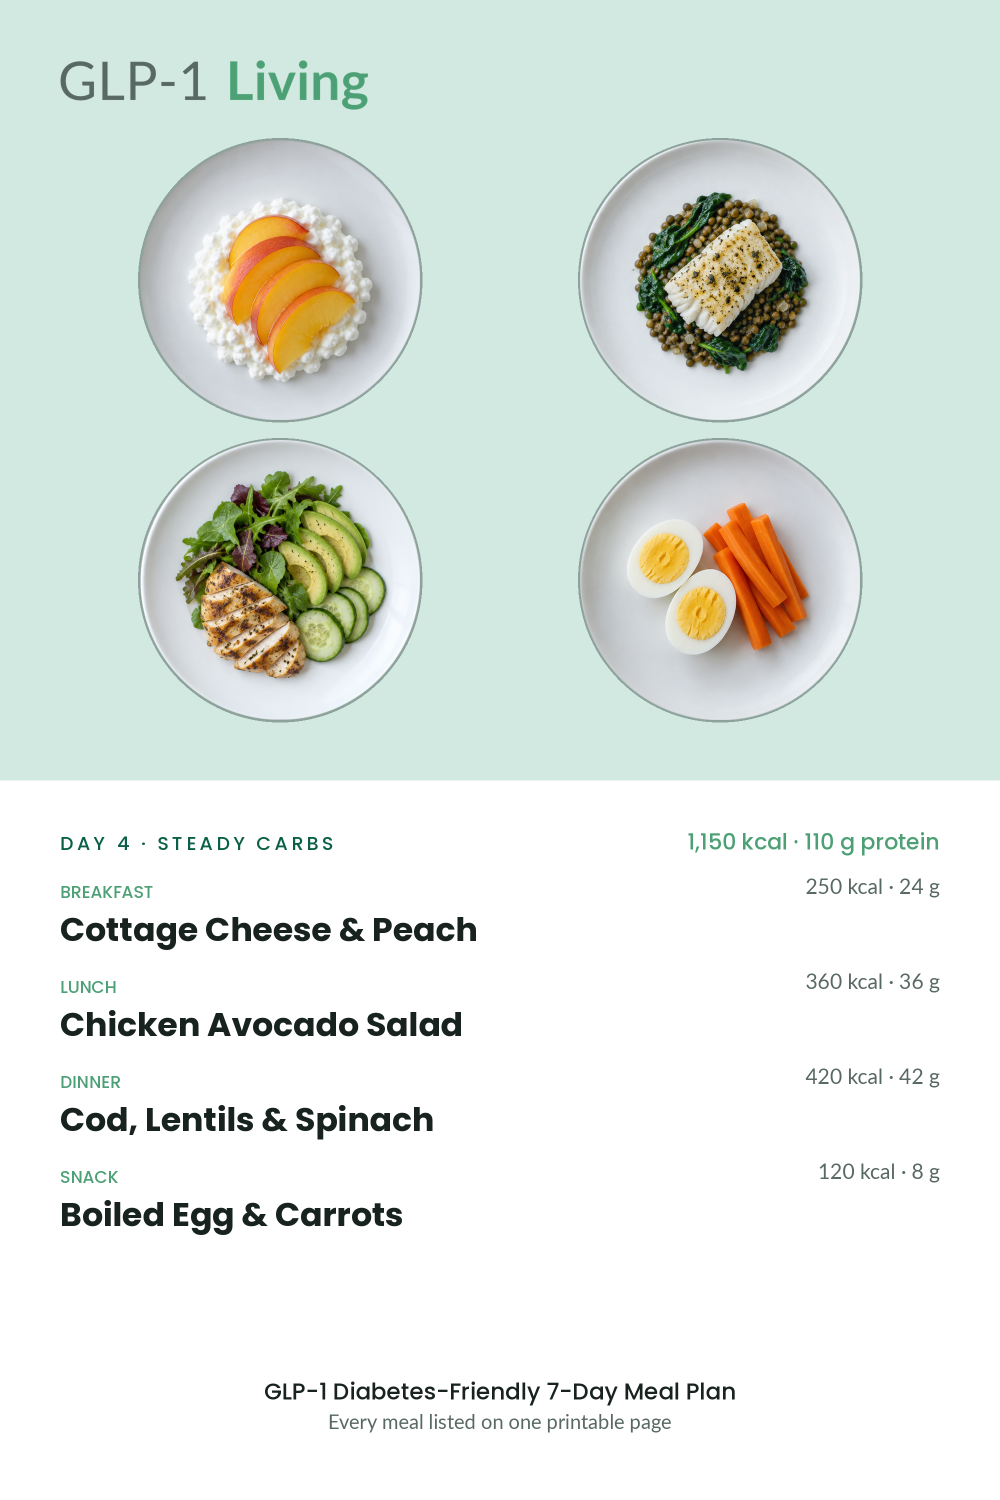 GLP-1 Living
DAY 4 · STEADY CARBS
1,150 kcal · 110 g protein
BREAKFAST
250 kcal · 24 g
Cottage Cheese & Peach
LUNCH
360 kcal · 36 g
Chicken Avocado Salad
DINNER
420 kcal · 42 g
Cod, Lentils & Spinach
SNACK
120 kcal · 8 g
Boiled Egg & Carrots
GLP-1 Diabetes-Friendly 7-Day Meal Plan
Every meal listed on one printable page